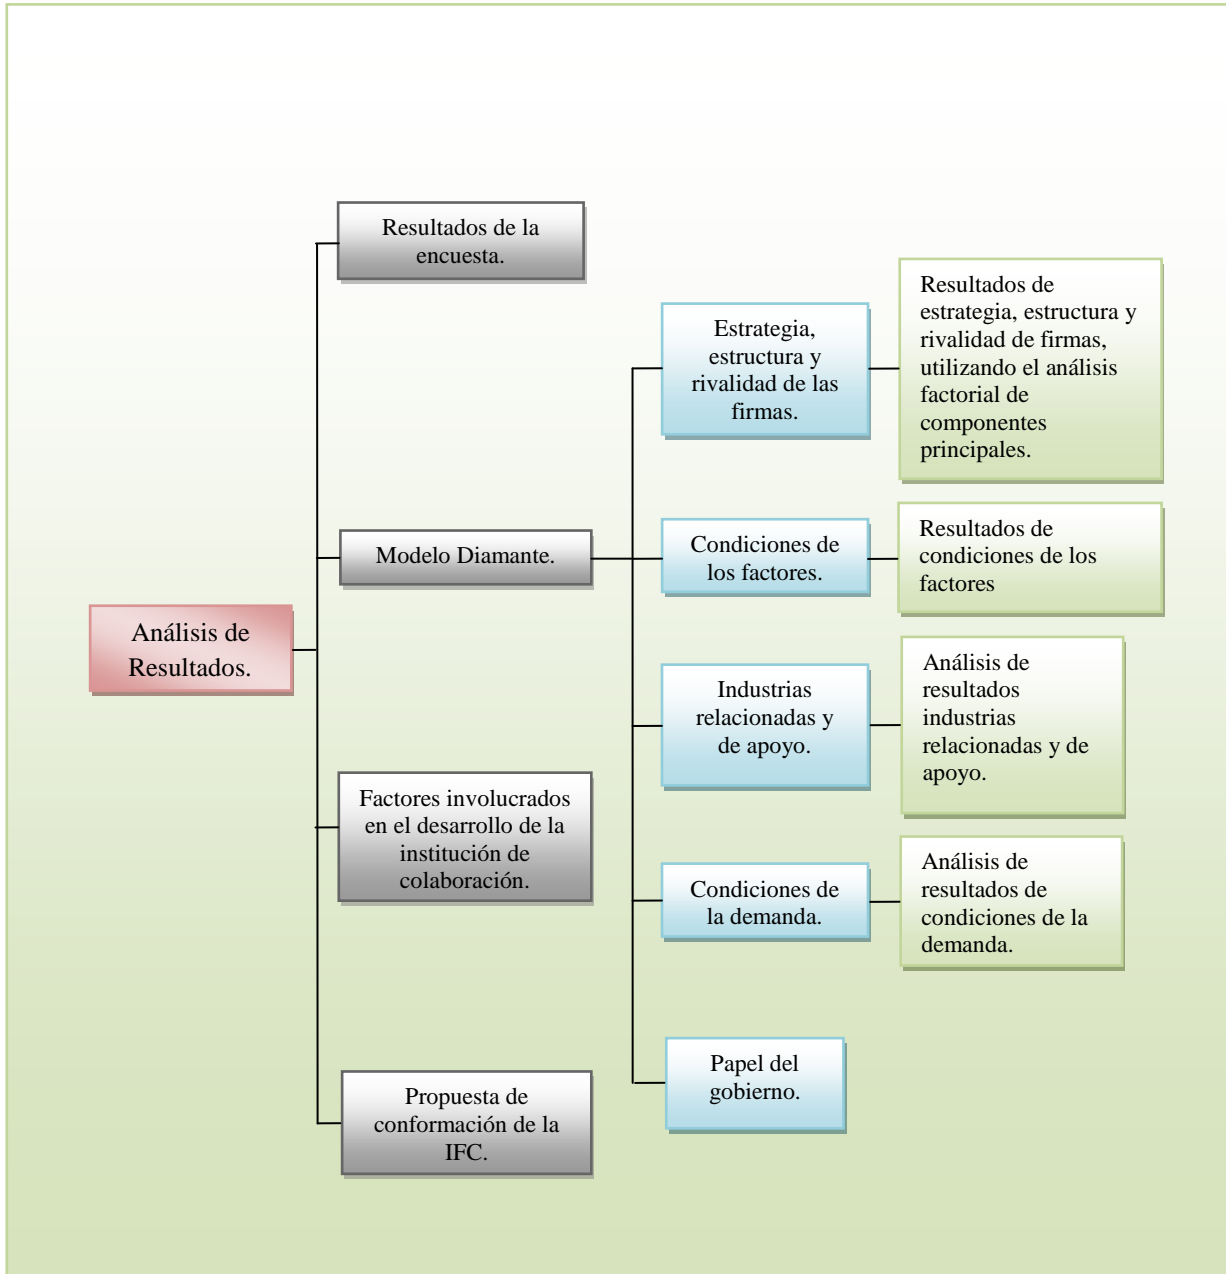 Análisis de
Resultados.
Resultados de la
encuesta.
Modelo Diamante.
Factores involucrados
en el desarrollo de la
institución de
colaboración.
Propuesta de
conformación de la
IFC.
Estrategia,
estructura y
rivalidad de las
firmas.
Condiciones de
los factores.
Industrias
relacionadas y
de apoyo.
Condiciones de
la demanda.
Papel del
gobierno.
Resultados de
estrategia, estructura y
rivalidad de firmas,
utilizando el análisis
factorial de
componentes
principales.
Resultados de
condiciones de los
factores
Análisis de
resultados
industrias
relacionadas y de
apoyo.
Análisis de
resultados de
condiciones de la
demanda.